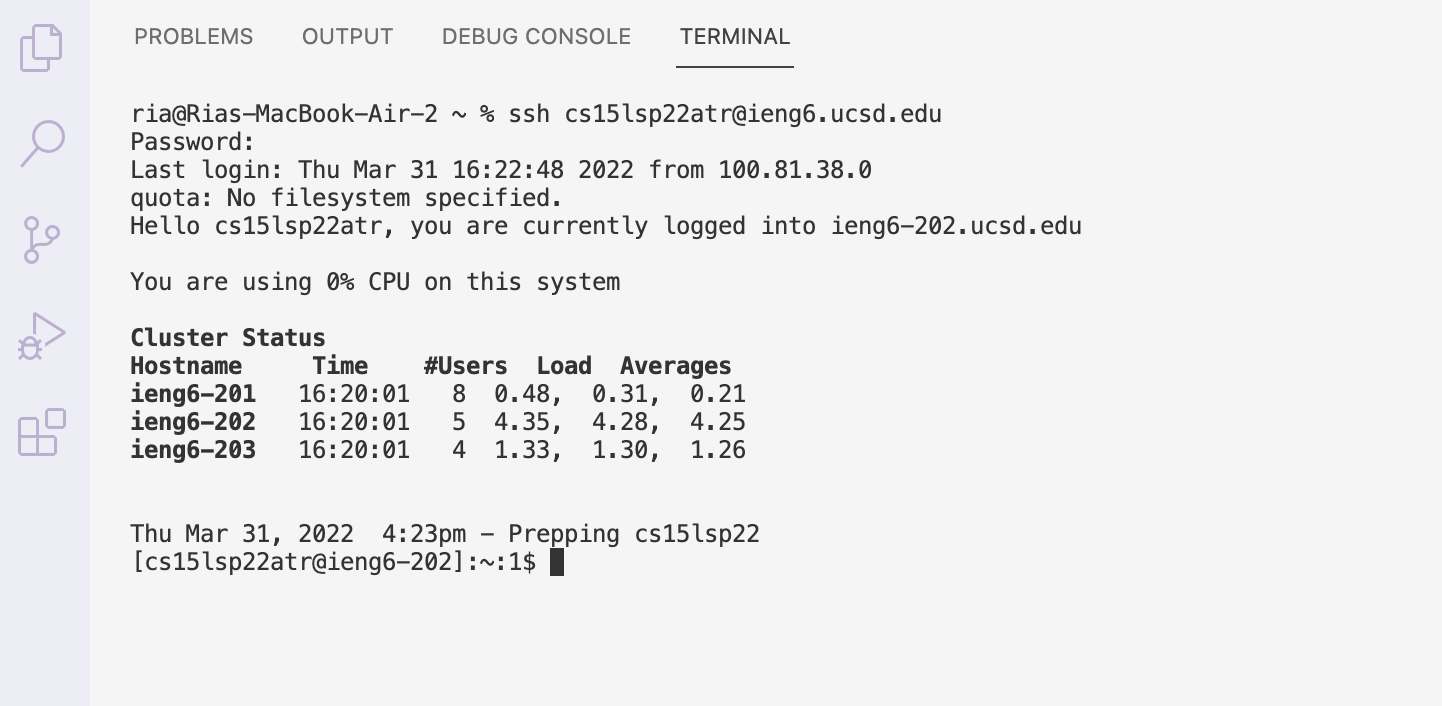 PROBLEMS OUTPUT DEBUG CONSOLE TERMINAL
ria@Rias-MacBook-Air-2 ~ % ssh cs15lsp22atr@ieng6.ucsd.edu
Password:
Last login: Thu Mar 31 16:22:48 2022 from 100.81.38.0
quota: No filesystem specified.
Hello cs15lsp22atr, you are currently logged into ieng6-202.ucsd.edu
You are using 0% CPU on this system
Cluster Status
Hostname     Time    #Users  Load  Averages
ieng6-201   16:20:01   8  0.48,  0.31,  0.21
ieng6-202   16:20:01   5  4.35,  4.28,  4.25
ieng6-203   16:20:01   4  1.33,  1.30,  1.26
Thu Mar 31, 2022  4:23pm - Prepping cs15lsp22
[cs15lsp22atr@ieng6-202]:~:1$